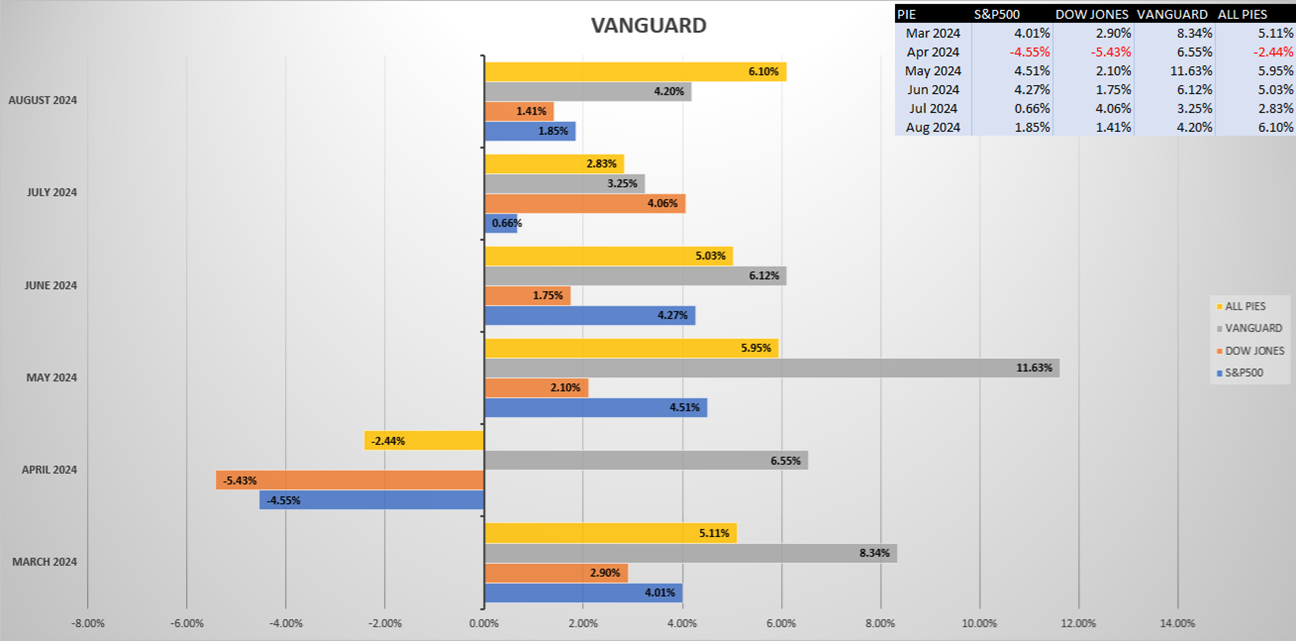 VANGUARD
PIE S&P500 DOW JONES VANGUARD ALL PIES
Mar 2024 4.01% 2.90% 8.34% 5.11%
Apr 2024 -4.55% -5.43% 6.55% -2.44%
May 2024 4.51% 2.10% 11.63% 5.95%
Jun 2024 4.27% 1.75% 6.12% 5.03%
Jul 2024 0.66% 4.06% 3.25% 2.83%
Aug 2024 1.85% 1.41% 4.20% 6.10%
AUGUST 2024
6.10%
4.20%
1.41%
1.85%
JULY 2024
2.83%
3.25%
4.06%
0.66%
JUNE 2024
5.03%
6.12%
1.75%
4.27%
MAY 2024
5.95%
11.63%
2.10%
4.51%
APRIL 2024
-2.44%
6.55%
-5.43%
-4.55%
MARCH 2024
5.11%
8.34%
2.90%
4.01%
ALL PIES
VANGUARD
DOW JONES
S&P500
-8.00% -6.00% -4.00% -2.00% 0.00% 2.00% 4.00% 6.00% 8.00% 10.00% 12.00% 14.00%